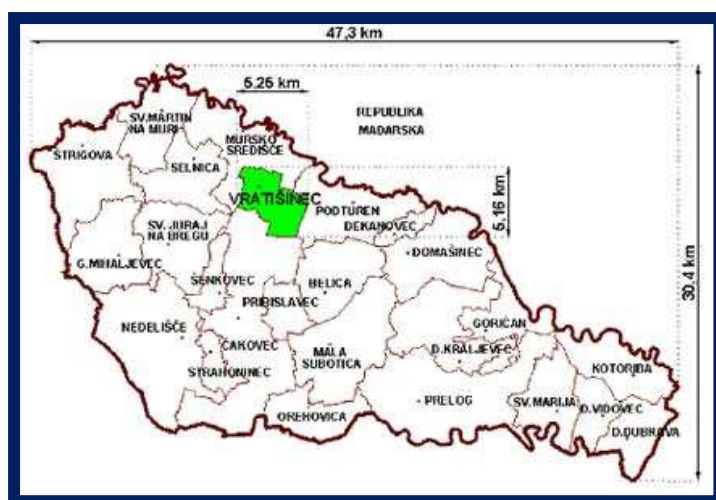 47,3 km
5.25 km
REPUBLIKA
MAĐARSKA
SV.MARTIN
NA MURI
MURSKO
SREDIŠĆE
ŠTRIGOVA
SELNICA
VRATIŠINEC
5,16 km
PODTUREN
DEKANOVEC
SV. JURAJ
NA BREGU
DOMAŠINEC
30,4 km
G.MIHALJEVEC
ŠENKOVEC
BELICA
PRIBISLAVEC
NEDELIŠĆE
GORIČAN
ČAKOVEC
MALA
SUBOTICA
D.KRALJEVEC
STRAHONINEC
KOTORIBA
PRELOG
SV.MARIJA
D.VIDOVEC
OREHOVICA
D.DUBRAVA